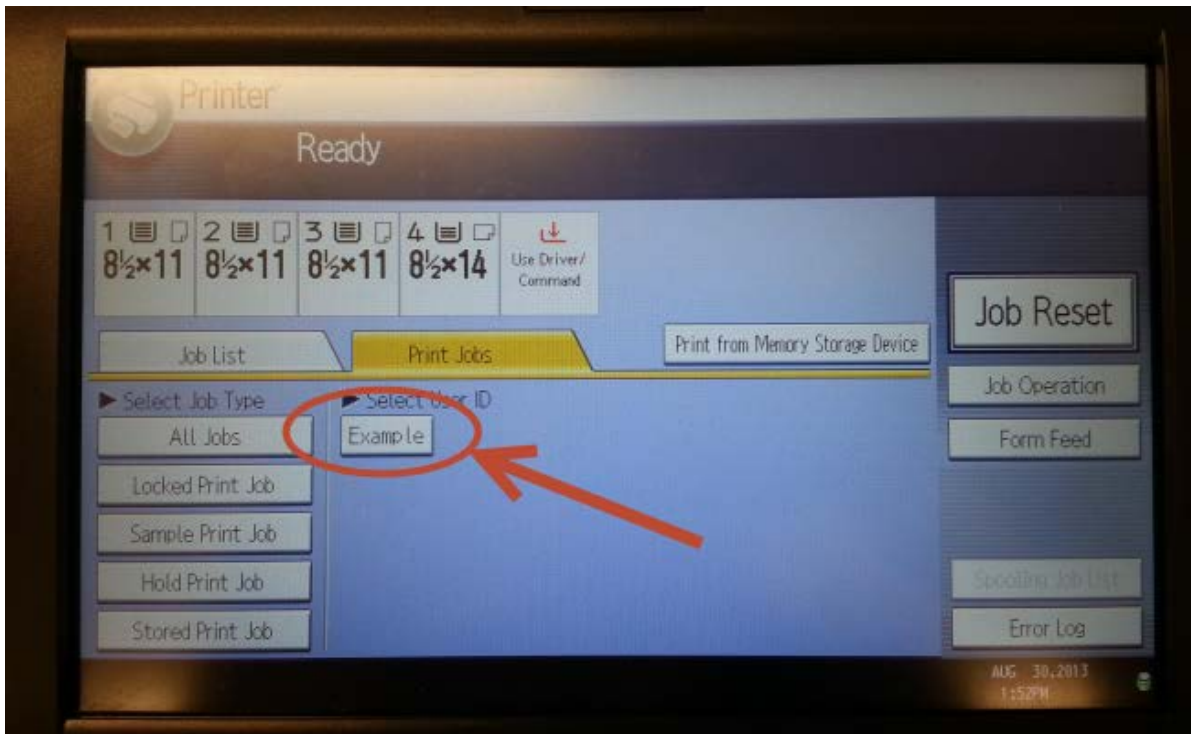 Printer
Ready
1 2 3 4
8½×11 8½×11 8½×11 8½×14
Use Driver/
Command
Job Reset
Job List
Print Jobs
Print from Memory Storage Device
Job Operation
▶ Select Job Type
▶ Select User ID
All Jobs
Example
Form Feed
Locked Print Job
Sample Print Job
Hold Print Job
Spooling Job List
Stored Print Job
Error Log
AUG 30,2013
1:52PM